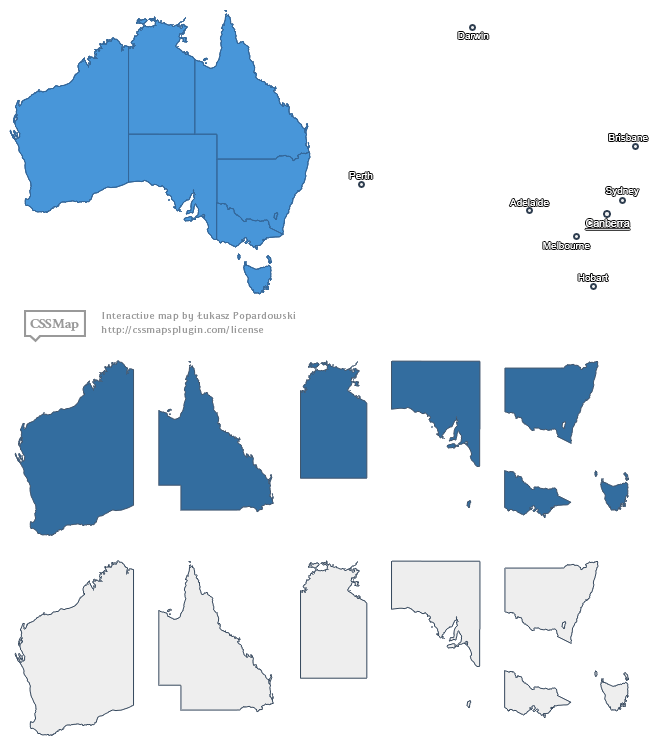 Darwin
Brisbane
Perth
Sydney
Adelaide
Canberra
Melbourne
Hobart
CSSMap
Interactive map by Łukasz Popardowski
http://cssmapsplugin.com/license